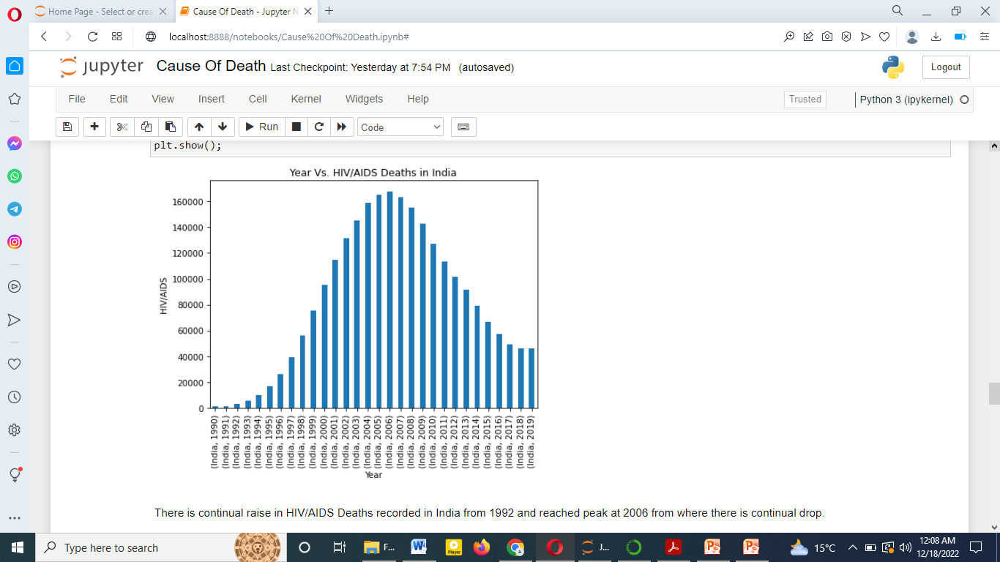 Home Page - Select or crea
Cause Of Death - Jupyter N
localhost:8888/notebooks/Cause%20Of%20Death.ipynb#
jupyter Cause Of Death Last Checkpoint: Yesterday at 7:54 PM (autosaved)
Logout
File Edit View Insert Cell Kernel Widgets Help
Trusted
Python 3 (ipykernel)
Run
Code
plt.show();
Year Vs. HIV/AIDS Deaths in India
HIV/AIDS
160000
140000
120000
100000
80000
60000
40000
20000
0
(India, 1990)
(India, 1991)
(India, 1992)
(India, 1993)
(India, 1994)
(India, 1995)
(India, 1996)
(India, 1997)
(India, 1998)
(India, 1999)
(India, 2000)
(India, 2001)
(India, 2002)
(India, 2003)
(India, 2004)
(India, 2005)
(India, 2006)
(India, 2007)
(India, 2008)
(India, 2009)
(India, 2010)
(India, 2011)
(India, 2012)
(India, 2013)
(India, 2014)
(India, 2015)
(India, 2016)
(India, 2017)
(India, 2018)
(India, 2019)
Year
There is continual raise in HIV/AIDS Deaths recorded in India from 1992 and reached peak at 2006 from where there is continual drop.
Type here to search
F...
W
Player
J...
P
P
15°C
12:08 AM
12/18/2022